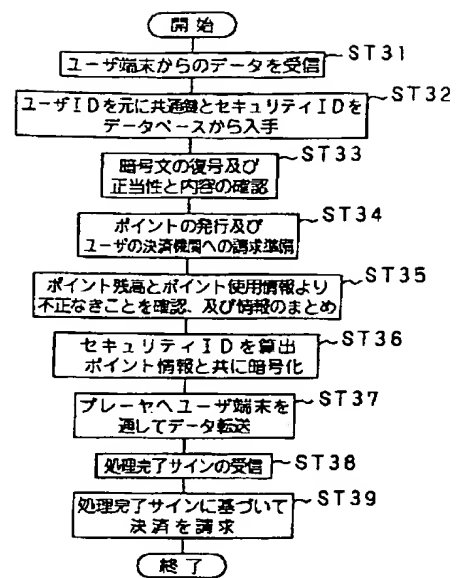 開始
ユーザ端末からのデータを受信
ST31
ユーザIDを元に共通鍵とセキュリティIDを
データベースから入手
ST32
暗号文の復号及び
正当性と内容の確認
ST33
ポイントの発行及び
ユーザの決済機関への請求準備
ST34
ポイント残高とポイント使用情報より
不正なきことを確認、及び情報のまとめ
ST35
セキュリティIDを算出
ポイント情報と共に暗号化
ST36
プレーヤへユーザ端末を
通してデータ転送
ST37
処理完了サインの受信
ST38
処理完了サインに基づいて
決済を請求
ST39
終了